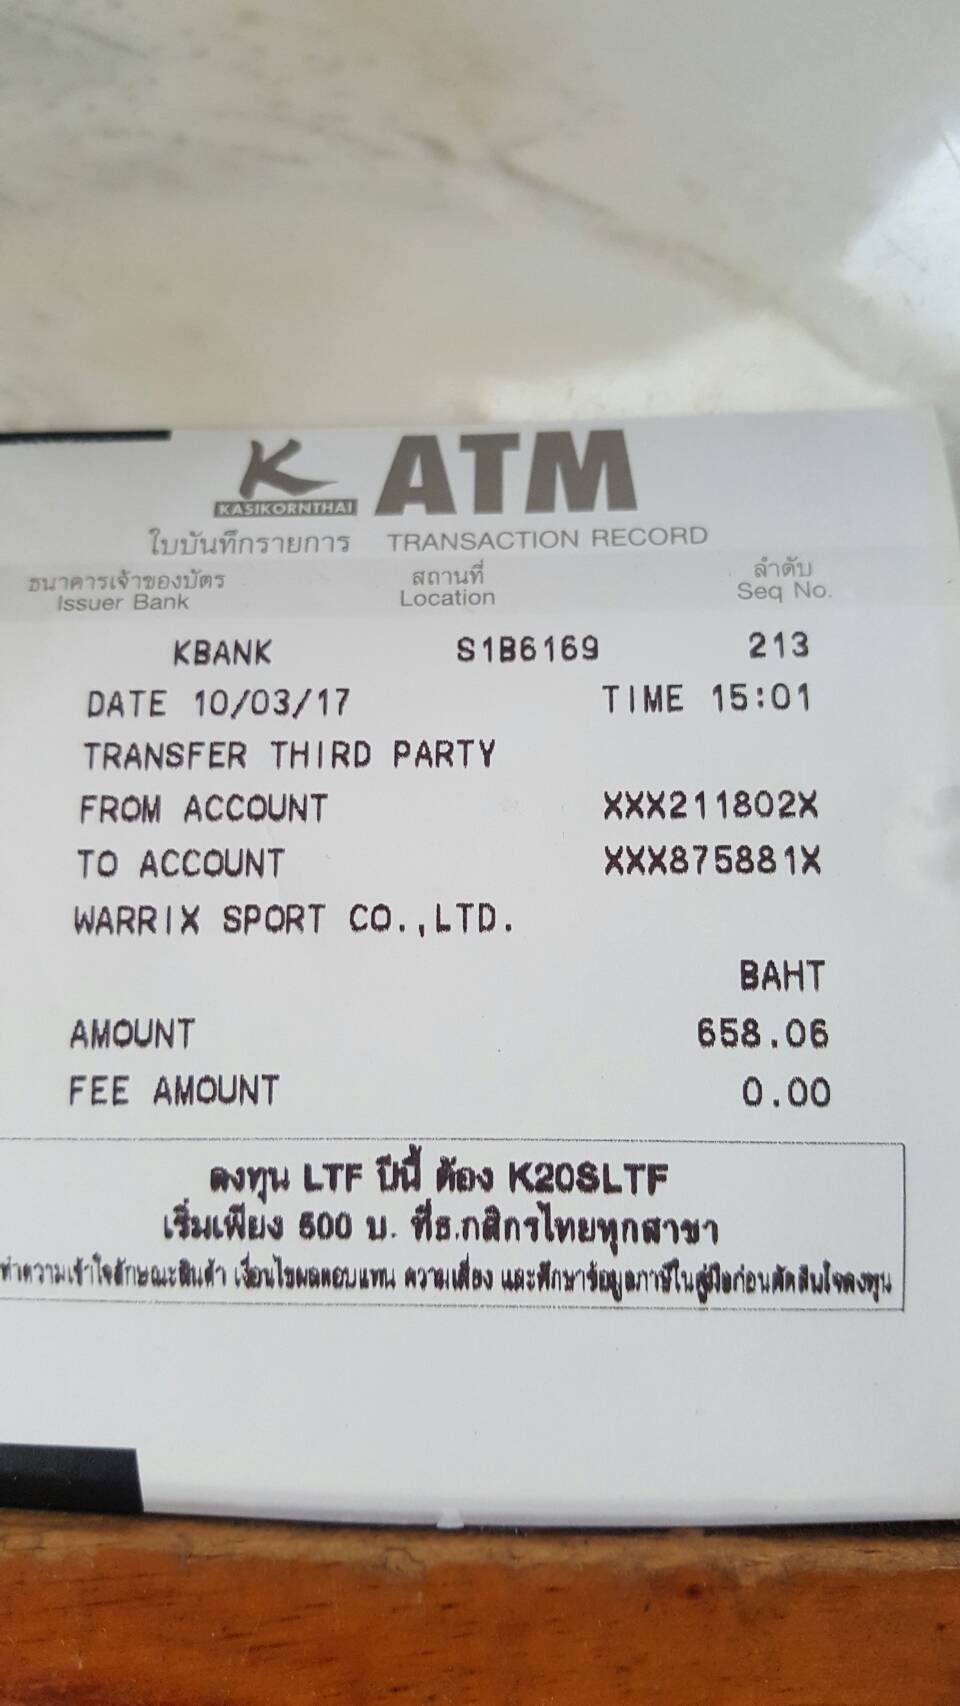 K ATM
KASIKORNTHAI
ใบบันทึกรายการ TRANSACTION RECORD
ธนาคารเจ้าของบัตร สถานที่ ลำดับ
Issuer Bank Location Seq No.
KBANK S1B6169 213
DATE 10/03/17 TIME 15:01
TRANSFER THIRD PARTY
FROM ACCOUNT XXX211802X
TO ACCOUNT XXX875881X
WARRIX SPORT CO.,LTD.
BAHT
AMOUNT 658.06
FEE AMOUNT 0.00
ลงทุน LTF ปีนี้ ต้อง K20SLTF
เริ่มเพียง 500 บ. ที่ธ.กสิกรไทยทุกสาขา
ทำความเข้าใจลักษณะสินค้า เงื่อนไขผลตอบแทน ความเสี่ยง และศึกษาข้อมูลภาษีในคู่มือก่อนตัดสินใจลงทุน